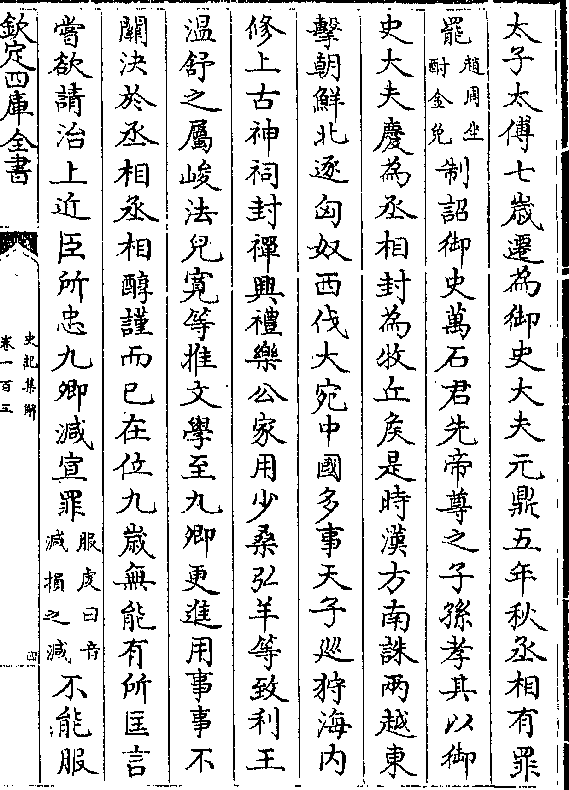 太子太傅七歲遷為御史大夫元鼎五年秋丞相有罪
罷趙周坐酎金免制詔御史萬石君先帝尊之子孫孝其以御
史大夫慶為丞相封為牧丘侯是時漢方南誅兩越東
擊朝鮮北逐匈奴西伐大宛中國多事天子巡狩海内
修上古神祠封禪興禮樂公家用少桑弘羊等致利王
溫舒之屬峻法兒寛等推文學至九卿更進用事事不
關決於丞相丞相醇謹而已在位九歲無能有所匡言
嘗欲請治上近臣所忠九卿減宣罪服虔曰音減損之減不能服
欽定四庫全書
史記集解
卷一百三
四